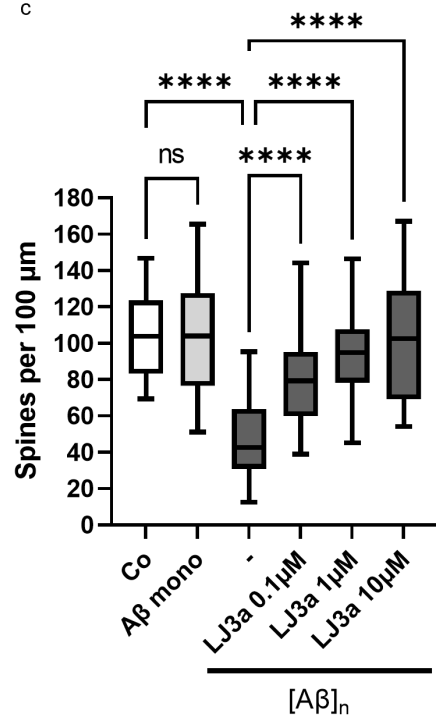 c
****
**** ****
ns ****
180
160
140
120
100
80
60
40
20
0
Spines per 100 μm
Co
Aβ mono
-
LJ3a 0.1μM
LJ3a 1μM
LJ3a 10μM
[Aβ]n